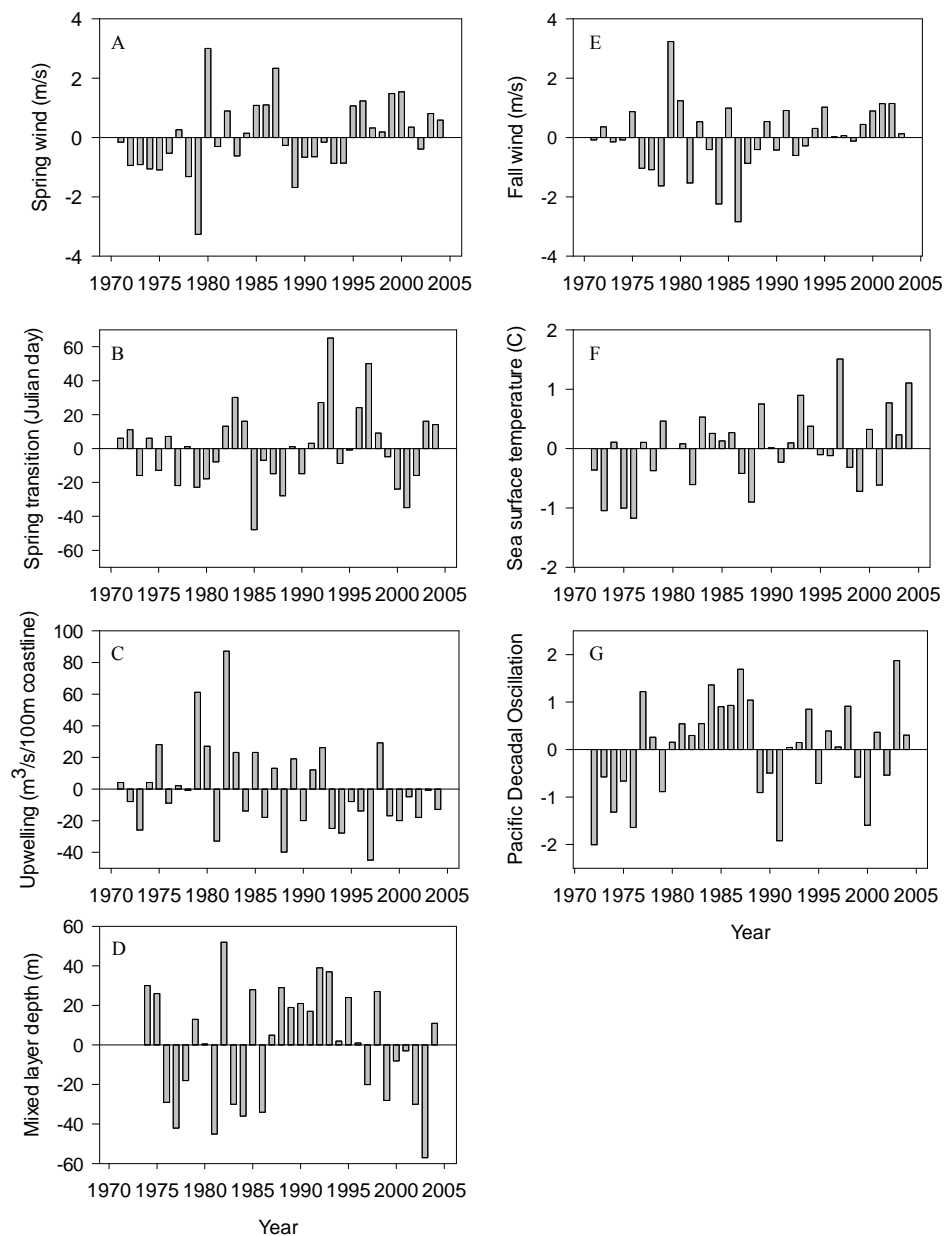 A
Spring wind (m/s)
4
2
0
-2
-4
1970 1975 1980 1985 1990 1995 2000 2005
B
Spring transition (Julian day)
60
40
20
0
-20
-40
-60
1970 1975 1980 1985 1990 1995 2000 2005
C
Upwelling (m3/s/100m coastline)
100
80
60
40
20
0
-20
-40
1970 1975 1980 1985 1990 1995 2000 2005
D
Mixed layer depth (m)
60
40
20
0
-20
-40
-60
1970 1975 1980 1985 1990 1995 2000 2005
Year
E
Fall wind (m/s)
4
2
0
-2
-4
1970 1975 1980 1985 1990 1995 2000 2005
F
Sea surface temperature (C)
2
1
0
-1
-2
1970 1975 1980 1985 1990 1995 2000 2005
G
Pacific Decadal Oscillation
2
1
0
-1
-2
1970 1975 1980 1985 1990 1995 2000 2005
Year